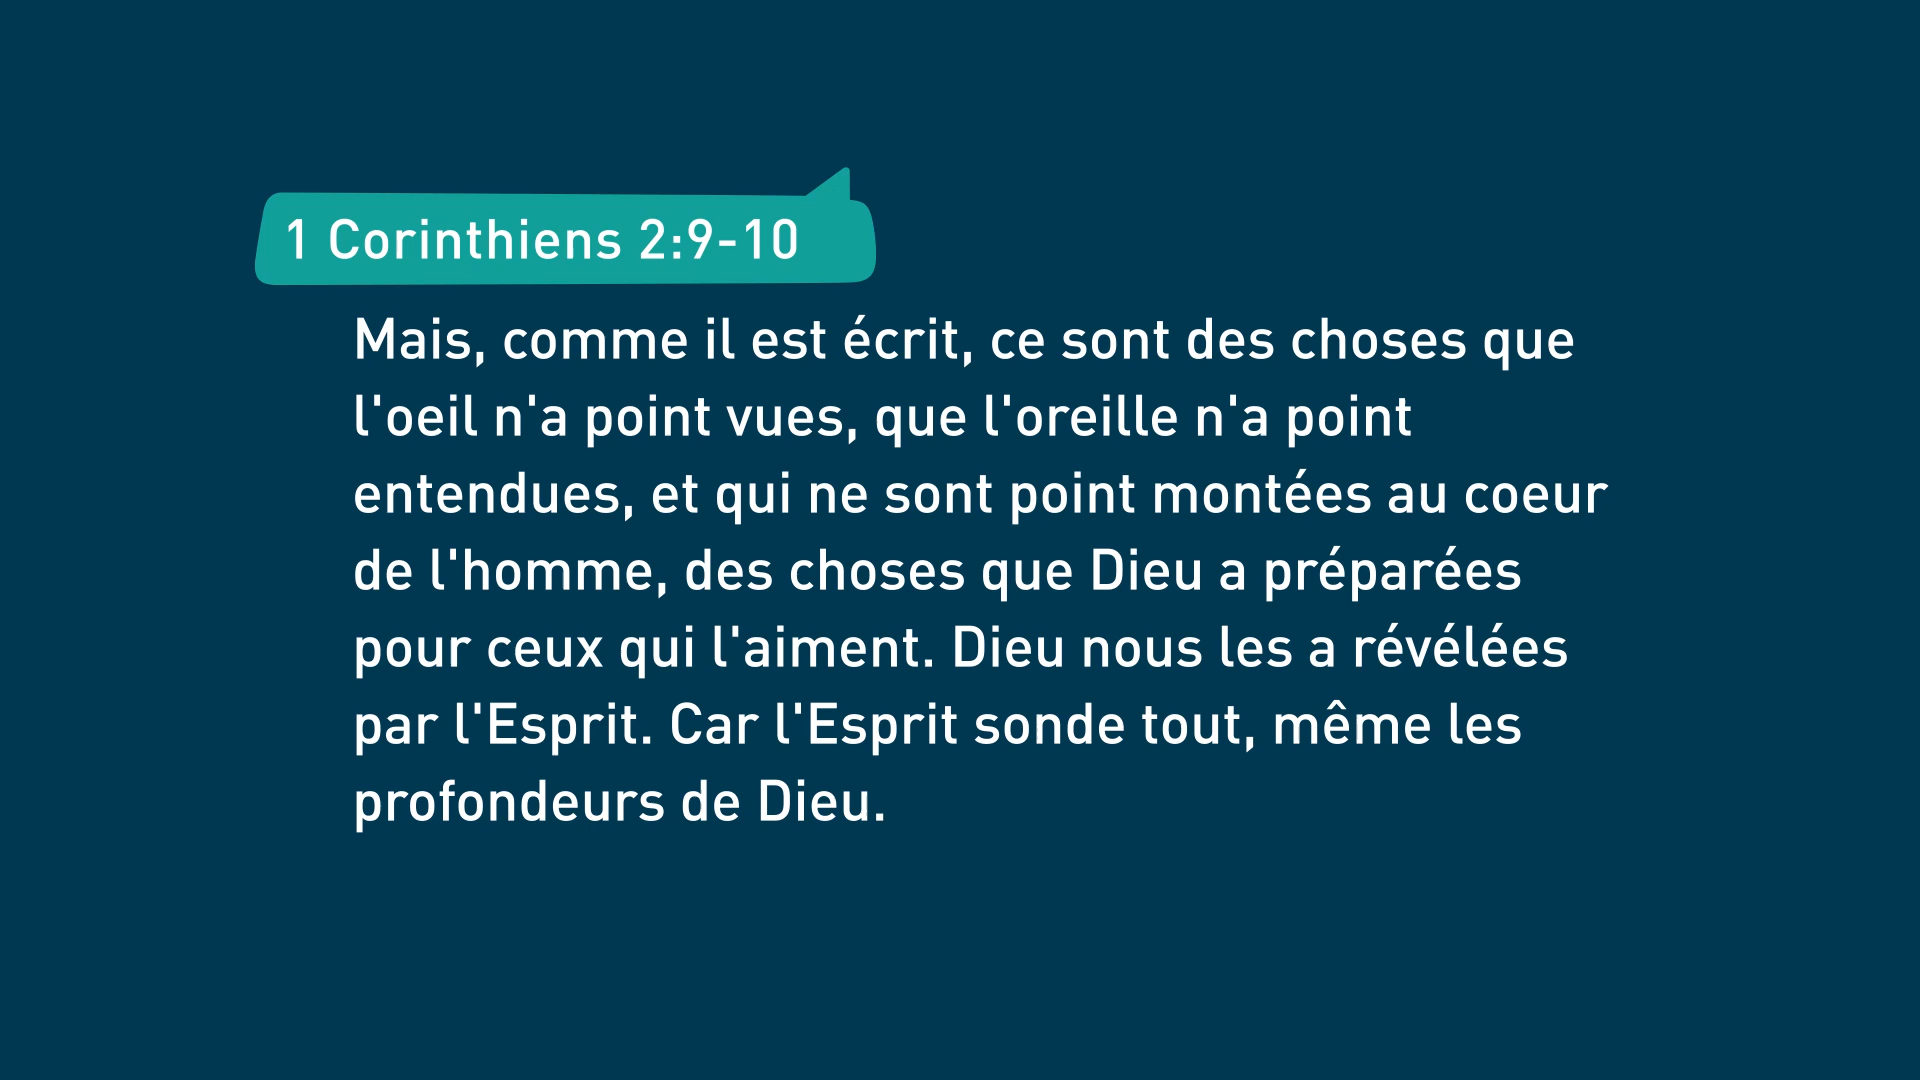 1 Corinthiens 2:9-10
Mais, comme il est écrit, ce sont des choses que
l'oeil n'a point vues, que l'oreille n'a point
entendues, et qui ne sont point montées au coeur
de l'homme, des choses que Dieu a préparées
pour ceux qui l'aiment. Dieu nous les a révélées
par l'Esprit. Car l'Esprit sonde tout, même les
profondeurs de Dieu.